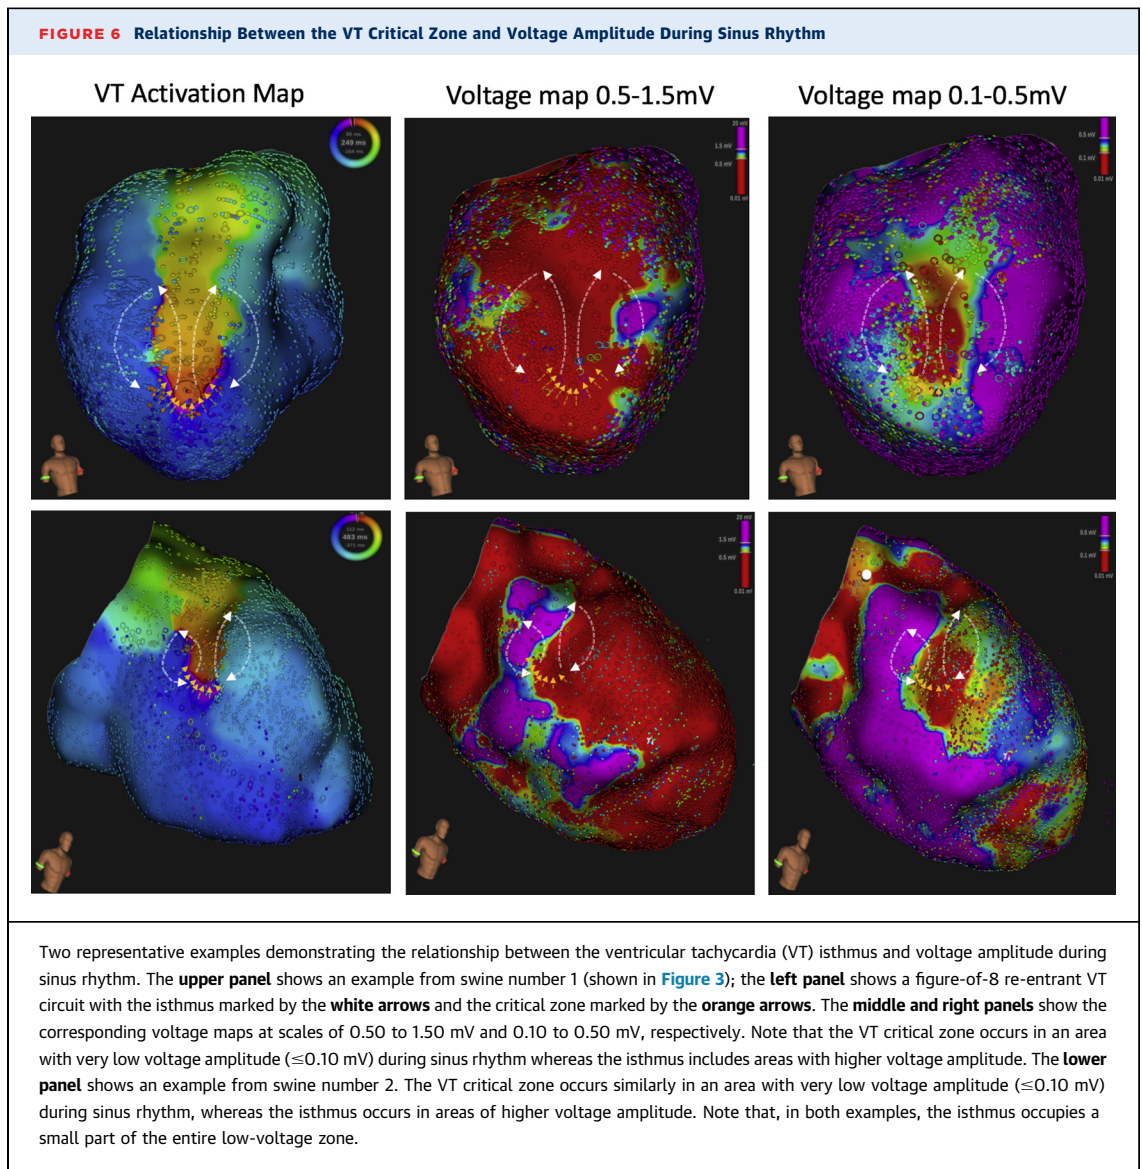 FIGURE 6 Relationship Between the VT Critical Zone and Voltage Amplitude During Sinus Rhythm
VT Activation Map
Voltage map 0.5-1.5mV
Voltage map 0.1-0.5mV
249 ms
20 mV
1.5 mV
0.5 mV
0.01 mV
0.5 mV
0.1 mV
0.01 mV
483 ms
20 mV
1.5 mV
0.5 mV
0.01 mV
0.5 mV
0.1 mV
0.01 mV
Two representative examples demonstrating the relationship between the ventricular tachycardia (VT) isthmus and voltage amplitude during
sinus rhythm. The upper panel shows an example from swine number 1 (shown in Figure 3); the left panel shows a figure-of-8 re-entrant VT
circuit with the isthmus marked by the white arrows and the critical zone marked by the orange arrows. The middle and right panels show the
corresponding voltage maps at scales of 0.50 to 1.50 mV and 0.10 to 0.50 mV, respectively. Note that the VT critical zone occurs in an area
with very low voltage amplitude (≤0.10 mV) during sinus rhythm whereas the isthmus includes areas with higher voltage amplitude. The lower
panel shows an example from swine number 2. The VT critical zone occurs similarly in an area with very low voltage amplitude (≤0.10 mV)
during sinus rhythm, whereas the isthmus occurs in areas of higher voltage amplitude. Note that, in both examples, the isthmus occupies a
small part of the entire low-voltage zone.